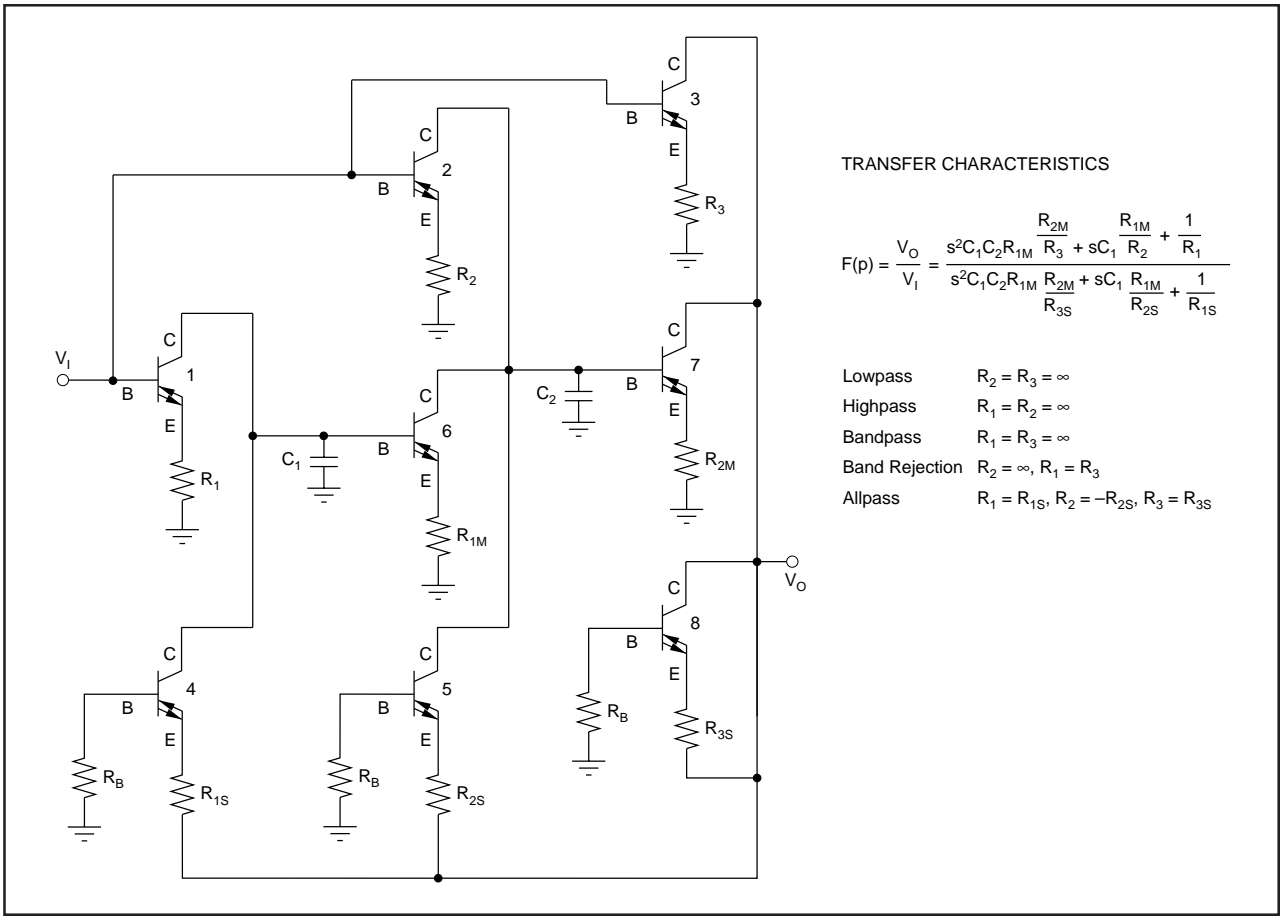 C
3
B
E
R3
C
2
B
E
R2
VI
C
1
B
E
R1
C
6
B
E
C1
R1M
C2
C
7
B
E
R2M
C
4
B
E
RB
R1S
C
5
B
E
RB
R2S
C
8
B
E
RB
R3S
VO
TRANSFER CHARACTERISTICS
F(p) = VO/VI = (s²C1C2R1M R2M/R3 + sC1 R1M/R2 + 1/R1) / (s²C1C2R1M R2M/R3S + sC1 R1M/R2S + 1/R1S)
Lowpass R2 = R3 = ∞
Highpass R1 = R2 = ∞
Bandpass R1 = R3 = ∞
Band Rejection R2 = ∞, R1 = R3
Allpass R1 = R1S, R2 = –R2S, R3 = R3S